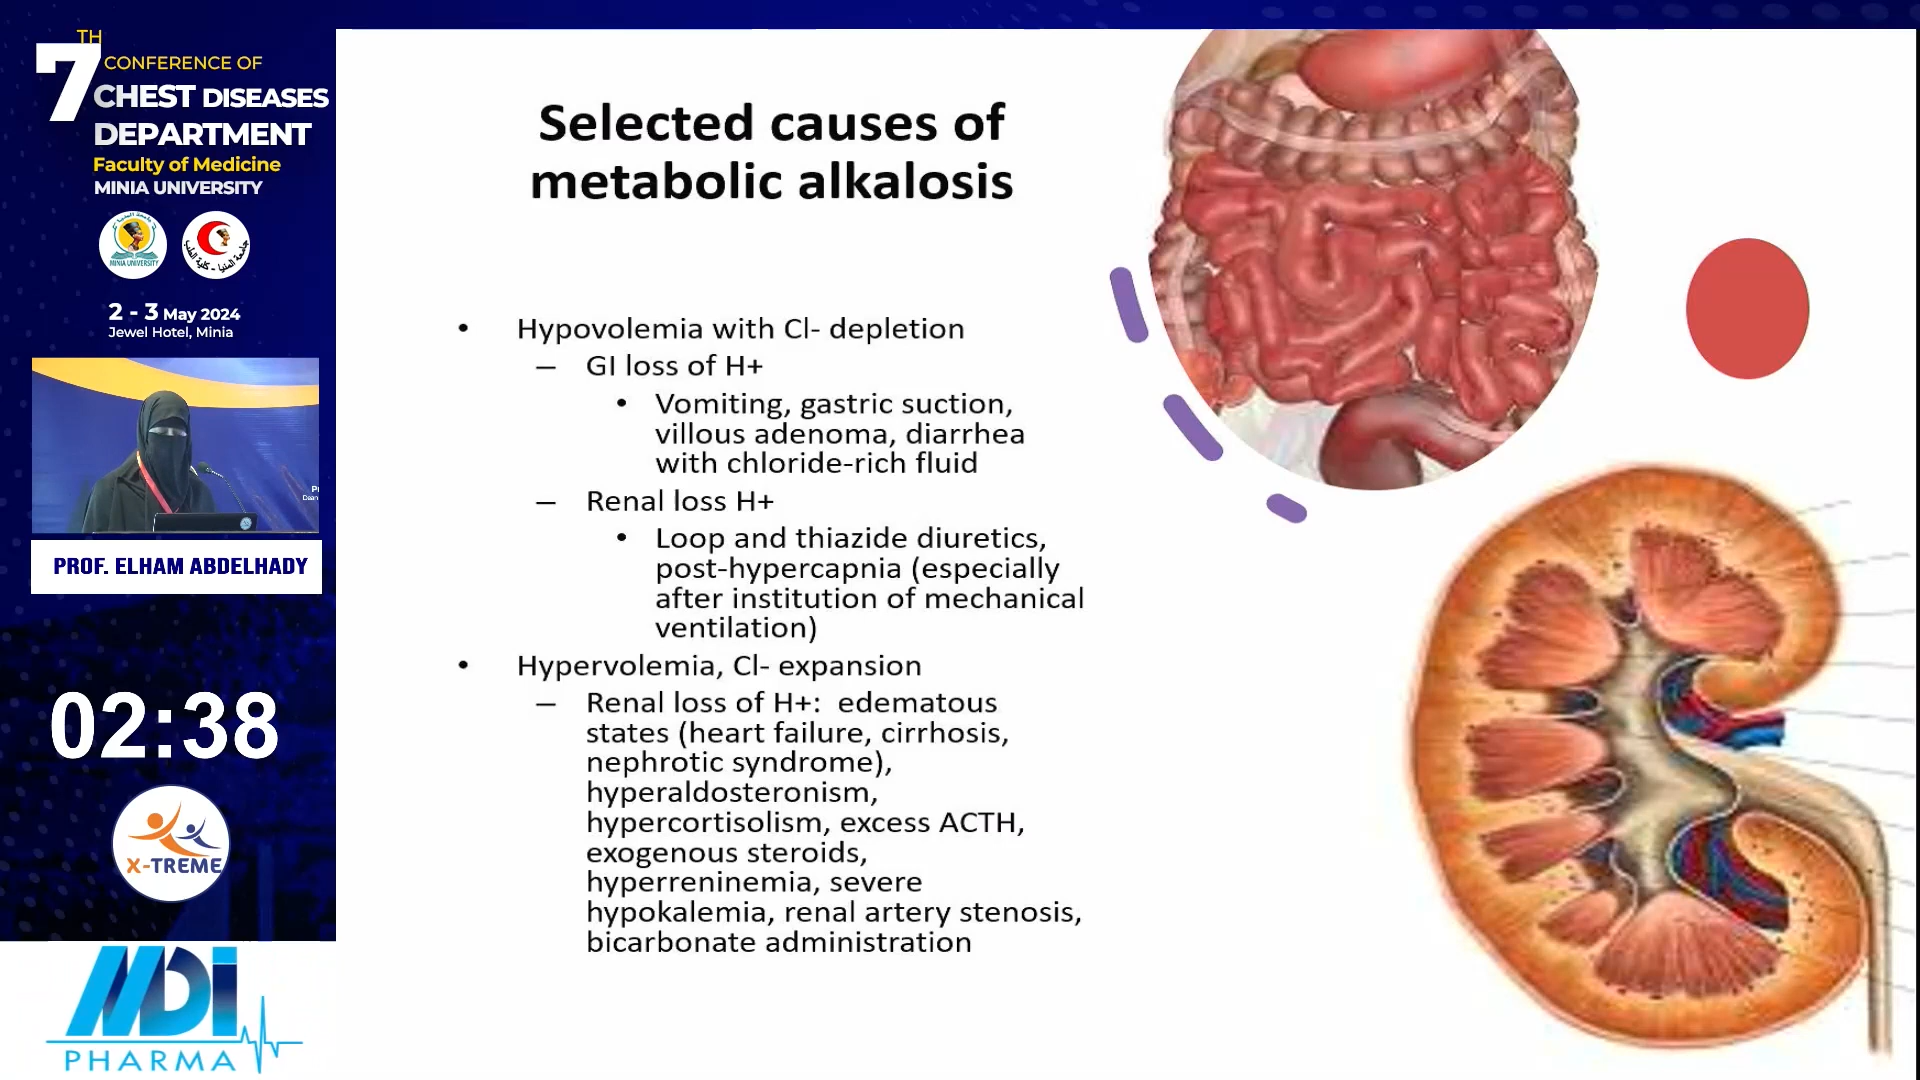 7TH
CONFERENCE OF
CHEST DISEASES
DEPARTMENT
Faculty of Medicine
MINIA UNIVERSITY
MINIA UNIVERSITY
2 - 3 May 2024
Jewel Hotel, Minia
PROF. ELHAM ABDELHADY
02:38
X-TREME
MDi
PHARMA
Selected causes of
metabolic alkalosis
• Hypovolemia with Cl- depletion
– GI loss of H+
• Vomiting, gastric suction,
villous adenoma, diarrhea
with chloride-rich fluid
– Renal loss H+
• Loop and thiazide diuretics,
post-hypercapnia (especially
after institution of mechanical
ventilation)
• Hypervolemia, Cl- expansion
– Renal loss of H+: edematous
states (heart failure, cirrhosis,
nephrotic syndrome),
hyperaldosteronism,
hypercortisolism, excess ACTH,
exogenous steroids,
hyperreninemia, severe
hypokalemia, renal artery stenosis,
bicarbonate administration